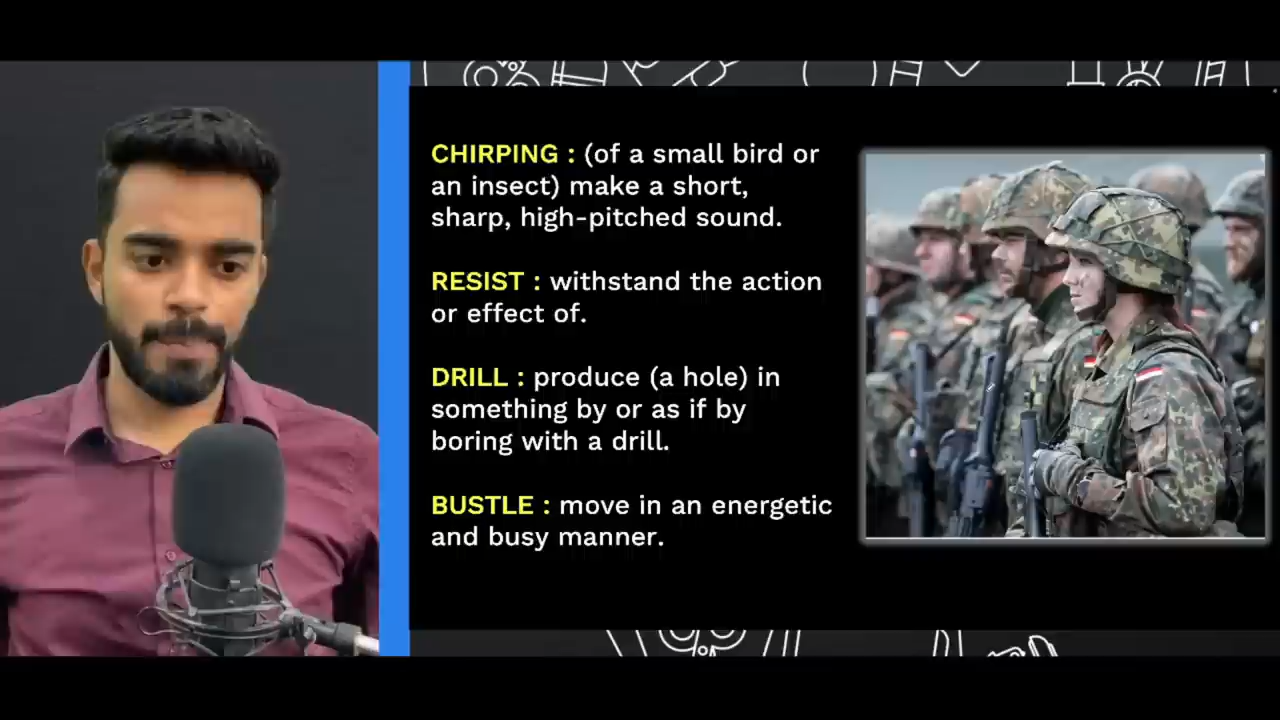 CHIRPING : (of a small bird or
an insect) make a short,
sharp, high-pitched sound.
RESIST : withstand the action
or effect of.
DRILL : produce (a hole) in
something by or as if by
boring with a drill.
BUSTLE : move in an energetic
and busy manner.